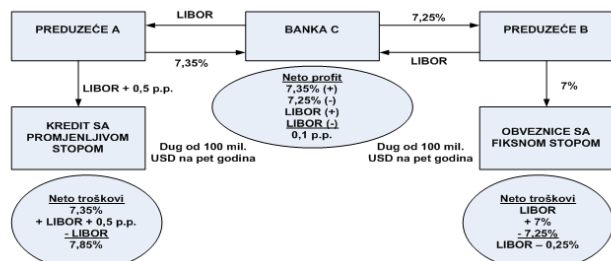 LIBOR
7,25%
PREDUZEĆE A
BANKA C
PREDUZEĆE B
7,35%
LIBOR
LIBOR + 0,5 p.p.
7%
Neto profit
7,35% (+)
7,25% (-)
LIBOR (+)
LIBOR (-)
0,1 p.p.
KREDIT SA
PROMJENLJIVOM
STOPOM
Dug od 100 mil.
USD na pet godina
Dug od 100 mil.
USD na pet godina
OBVEZNICE SA
FIKSNOM STOPOM
Neto troškovi
7,35%
+ LIBOR + 0,5 p.p.
- LIBOR
7,85%
Neto troškovi
LIBOR
+ 7%
- 7,25%
LIBOR – 0,25%